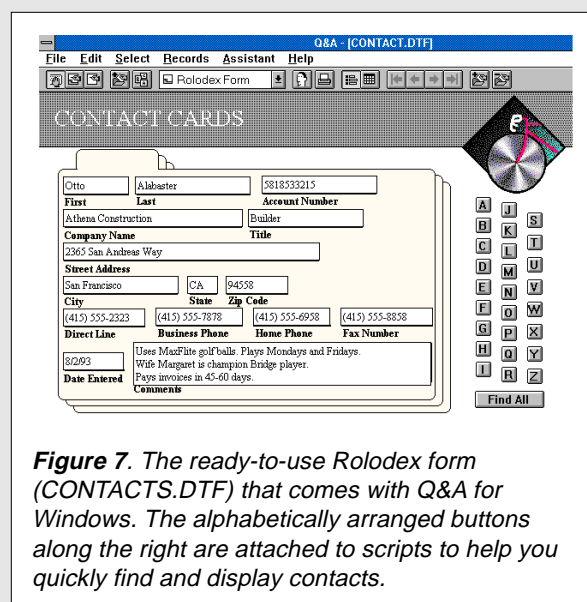 Q&A - [CONTACT.DTF]
File Edit Select Records Assistant Help
Rolodex Form
CONTACT CARDS
Otto Alabaster 5818533215
First Last Account Number
Athena Construction Builder
Company Name Title
2365 San Andreas Way
Street Address
San Francisco CA 94558
City State Zip Code
(415) 555-2323 (415) 555-7878 (415) 555-6958 (415) 555-8858
Direct Line Business Phone Home Phone Fax Number
8/2/93
Date Entered
Uses MaxFlite golf balls. Plays Mondays and Fridays.
Wife Margaret is champion Bridge player.
Pays invoices in 45-60 days.
Comments
A
B
C
D
E
F
G
H
I
J
K
L
M
N
O
P
Q
R
S
T
U
V
W
X
Y
Z
Find All
Figure 7. The ready-to-use Rolodex form
(CONTACTS.DTF) that comes with Q&A for
Windows. The alphabetically arranged buttons
along the right are attached to scripts to help you
quickly find and display contacts.